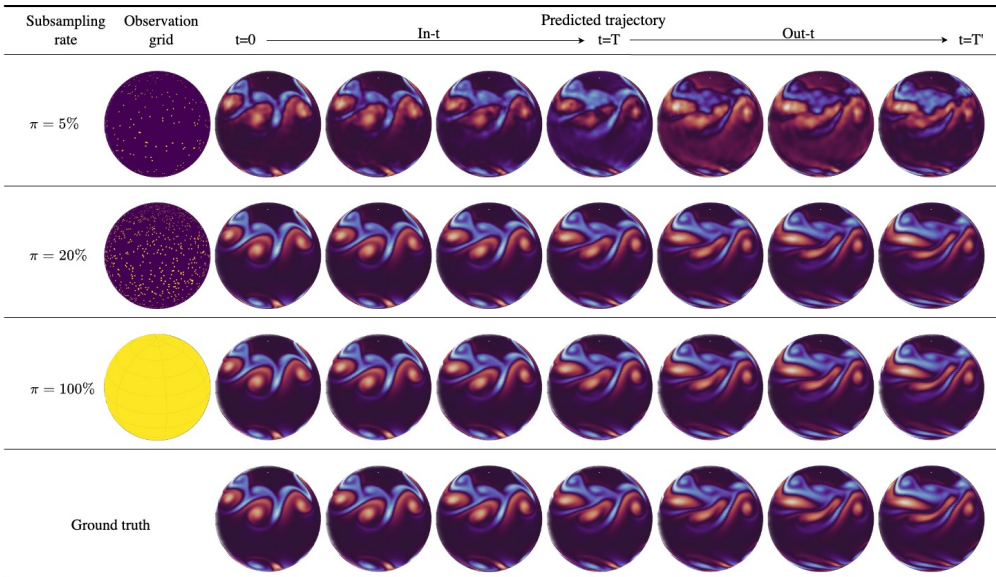 Subsampling rate
Observation grid
Predicted trajectory
t=0 In-t t=T Out-t t=T'
π = 5%
π = 20%
π = 100%
Ground truth